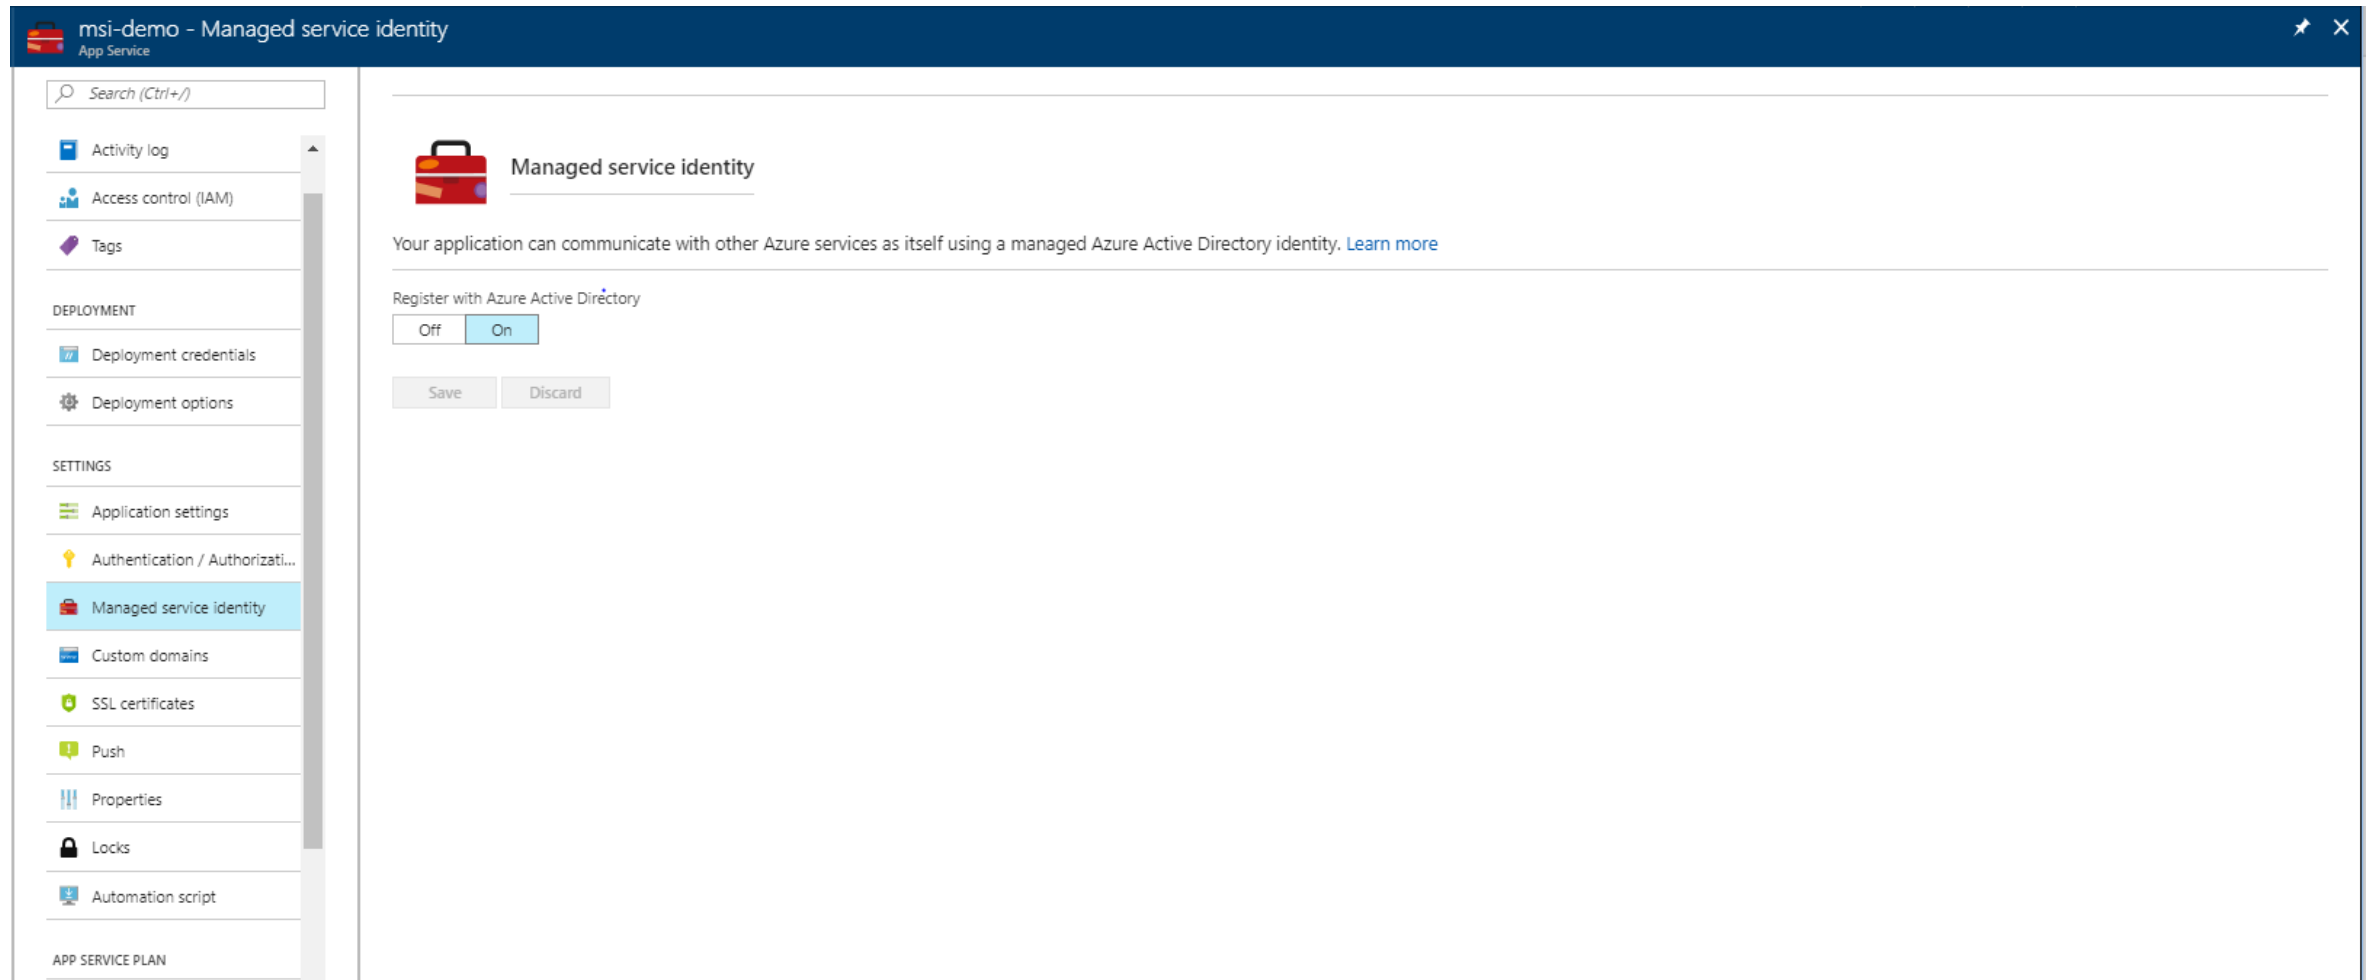 msi-demo - Managed service identity
App Service
Search (Ctrl+/)
Activity log
Access control (IAM)
Tags
DEPLOYMENT
Deployment credentials
Deployment options
SETTINGS
Application settings
Authentication / Authorizati...
Managed service identity
Custom domains
SSL certificates
Push
Properties
Locks
Automation script
APP SERVICE PLAN
Managed service identity
Your application can communicate with other Azure services as itself using a managed Azure Active Directory identity. Learn more
Register with Azure Active Directory
Off On
Save Discard